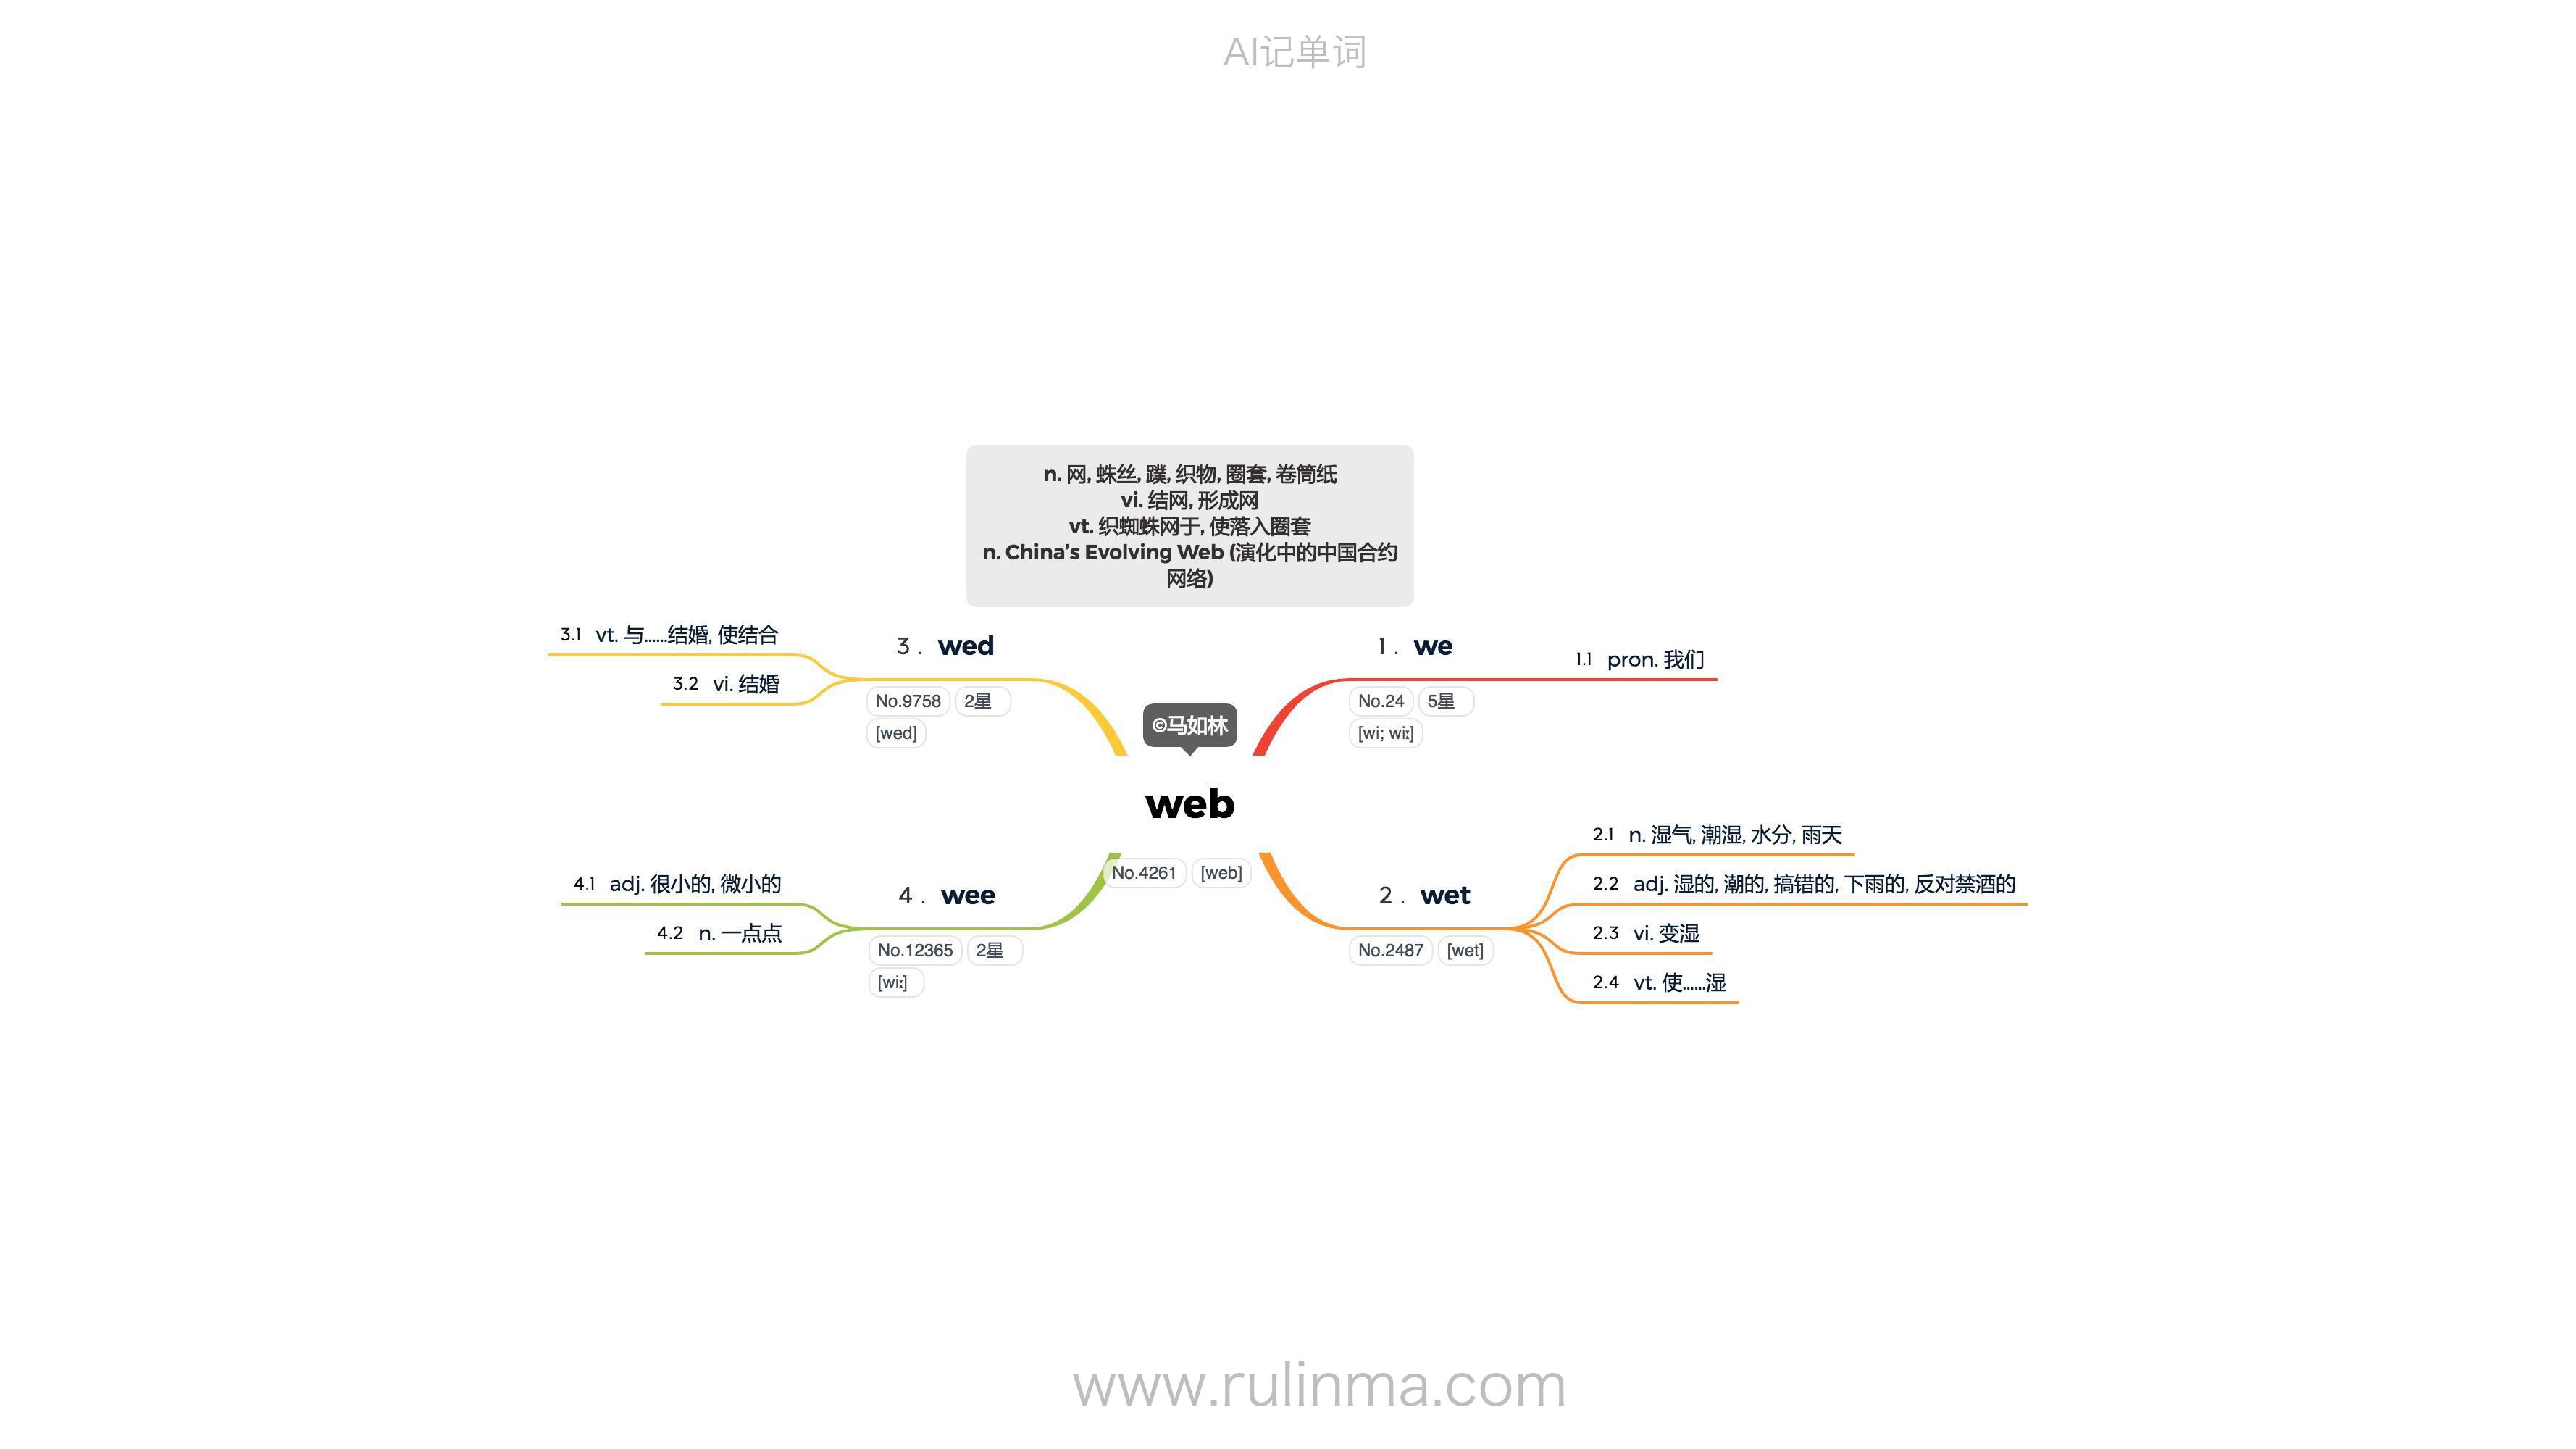 AI记单词
n. 网, 蛛丝, 蹼, 织物, 圈套, 卷筒纸
vi. 结网, 形成网
vt. 织蜘蛛网于, 使落入圈套
n. China’s Evolving Web (演化中的中国合约
网络)
©马如林
web
No.4261 [web]
1 . we
No.24 5星
[wi; wiː]
1.1 pron. 我们
2 . wet
No.2487 [wet]
2.1 n. 湿气, 潮湿, 水分, 雨天
2.2 adj. 湿的, 潮的, 搞错的, 下雨的, 反对禁酒的
2.3 vi. 变湿
2.4 vt. 使……湿
3 . wed
No.9758 2星
[wed]
3.1 vt. 与……结婚, 使结合
3.2 vi. 结婚
4 . wee
No.12365 2星
[wiː]
4.1 adj. 很小的, 微小的
4.2 n. 一点点
www.rulinma.com